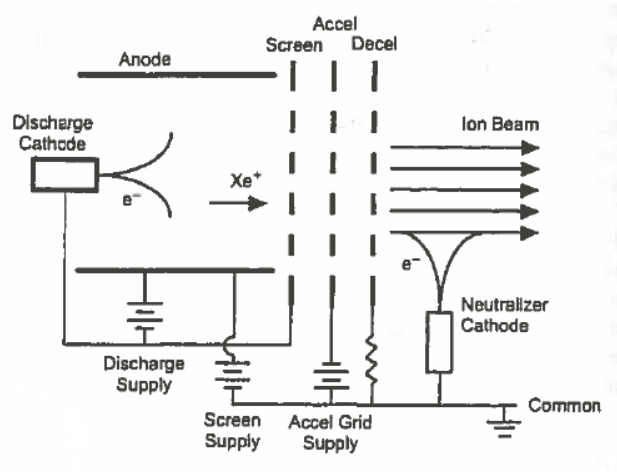 Accel
Screen Decel
Anode
Discharge
Cathode
Ion Beam
Xe+
e−
e−
Neutralizer
Cathode
Discharge
Supply
Screen
Supply
Accel Grid
Supply
Common